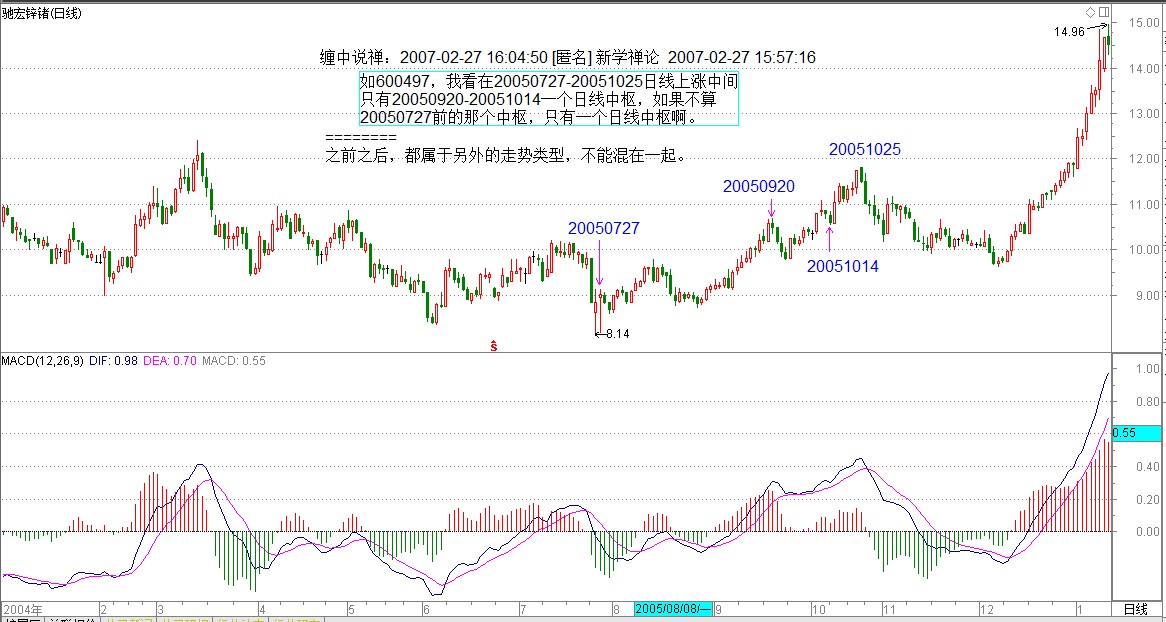 驰宏锌锗(日线)
15.00
14.96
缠中说禅：2007-02-27 16:04:50 [匿名] 新学禅论  2007-02-27 15:57:16
14.00
如600497，我看在20050727-20051025日线上涨中间
只有20050920-20051014一个日线中枢，如果不算
20050727前的那个中枢，只有一个日线中枢啊。
13.00
========
之前之后，都属于另外的走势类型，不能混在一起。
12.00
20051025
20050920
11.00
20050727
20051014
10.00
9.00
8.14
S
MACD(12,26,9) DIF: 0.98 DEA: 0.70 MACD: 0.55
1.00
0.80
0.55
0.40
0.20
0.00
2004年 2 3 4 5 6 7 8 2005/08/08/一 9 10 11 12 1 日线